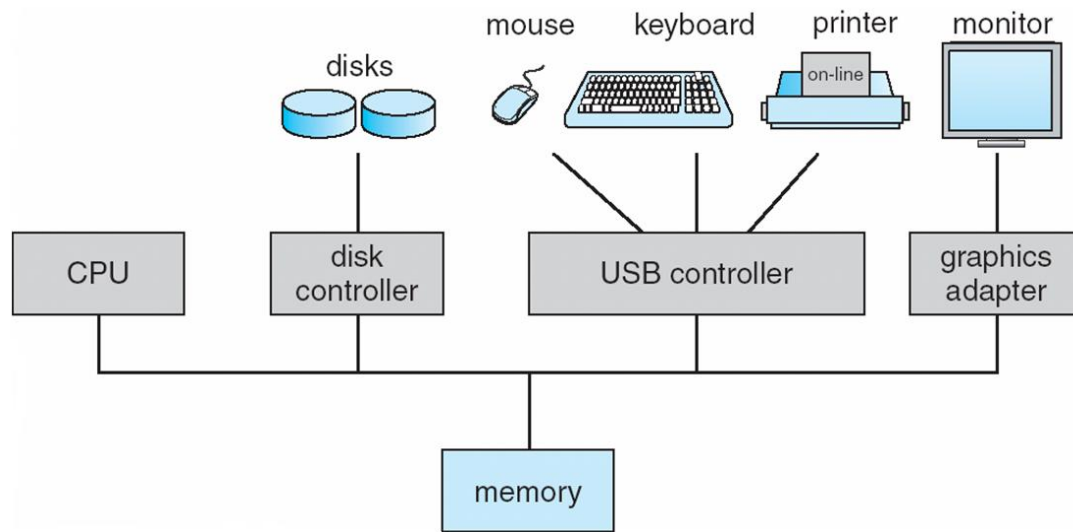 mouse
keyboard
printer
monitor
disks
on-line
CPU
disk
controller
USB controller
graphics
adapter
memory